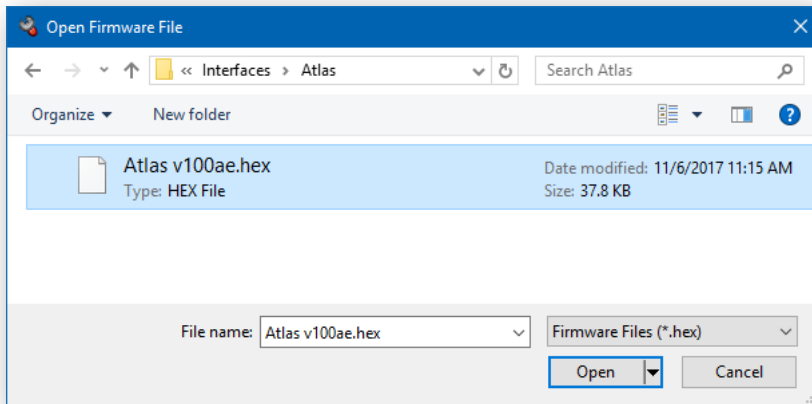 Open Firmware File
« Interfaces > Atlas
Search Atlas
Organize
New folder
Atlas v100ae.hex
Date modified: 11/6/2017 11:15 AM
Type: HEX File
Size: 37.8 KB
File name:
Atlas v100ae.hex
Firmware Files (*.hex)
Open
Cancel